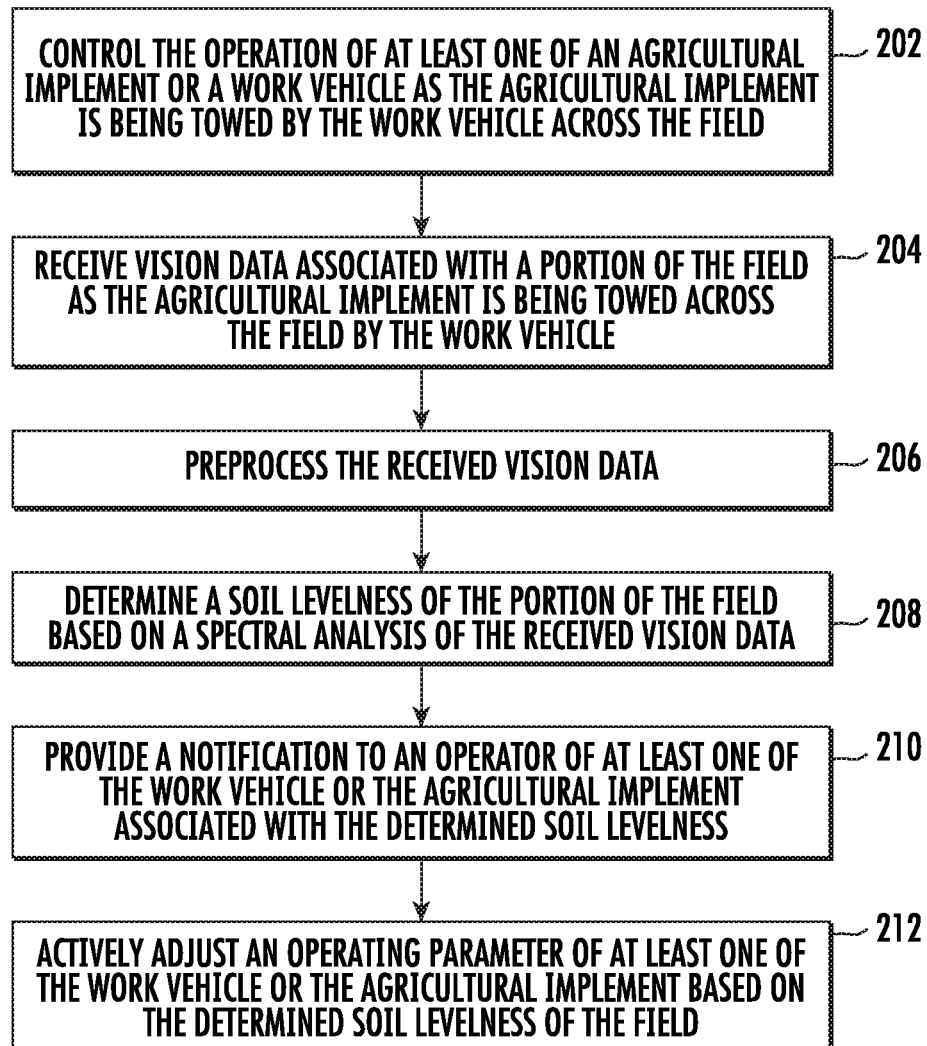 CONTROL THE OPERATION OF AT LEAST ONE OF AN AGRICULTURAL
IMPLEMENT OR A WORK VEHICLE AS THE AGRICULTURAL IMPLEMENT
IS BEING TOWED BY THE WORK VEHICLE ACROSS THE FIELD
202
RECEIVE VISION DATA ASSOCIATED WITH A PORTION OF THE FIELD
AS THE AGRICULTURAL IMPLEMENT IS BEING TOWED ACROSS
THE FIELD BY THE WORK VEHICLE
204
PREPROCESS THE RECEIVED VISION DATA
206
DETERMINE A SOIL LEVELNESS OF THE PORTION OF THE FIELD
BASED ON A SPECTRAL ANALYSIS OF THE RECEIVED VISION DATA
208
PROVIDE A NOTIFICATION TO AN OPERATOR OF AT LEAST ONE OF
THE WORK VEHICLE OR THE AGRICULTURAL IMPLEMENT
ASSOCIATED WITH THE DETERMINED SOIL LEVELNESS
210
ACTIVELY ADJUST AN OPERATING PARAMETER OF AT LEAST ONE OF
THE WORK VEHICLE OR THE AGRICULTURAL IMPLEMENT BASED ON
THE DETERMINED SOIL LEVELNESS OF THE FIELD
212